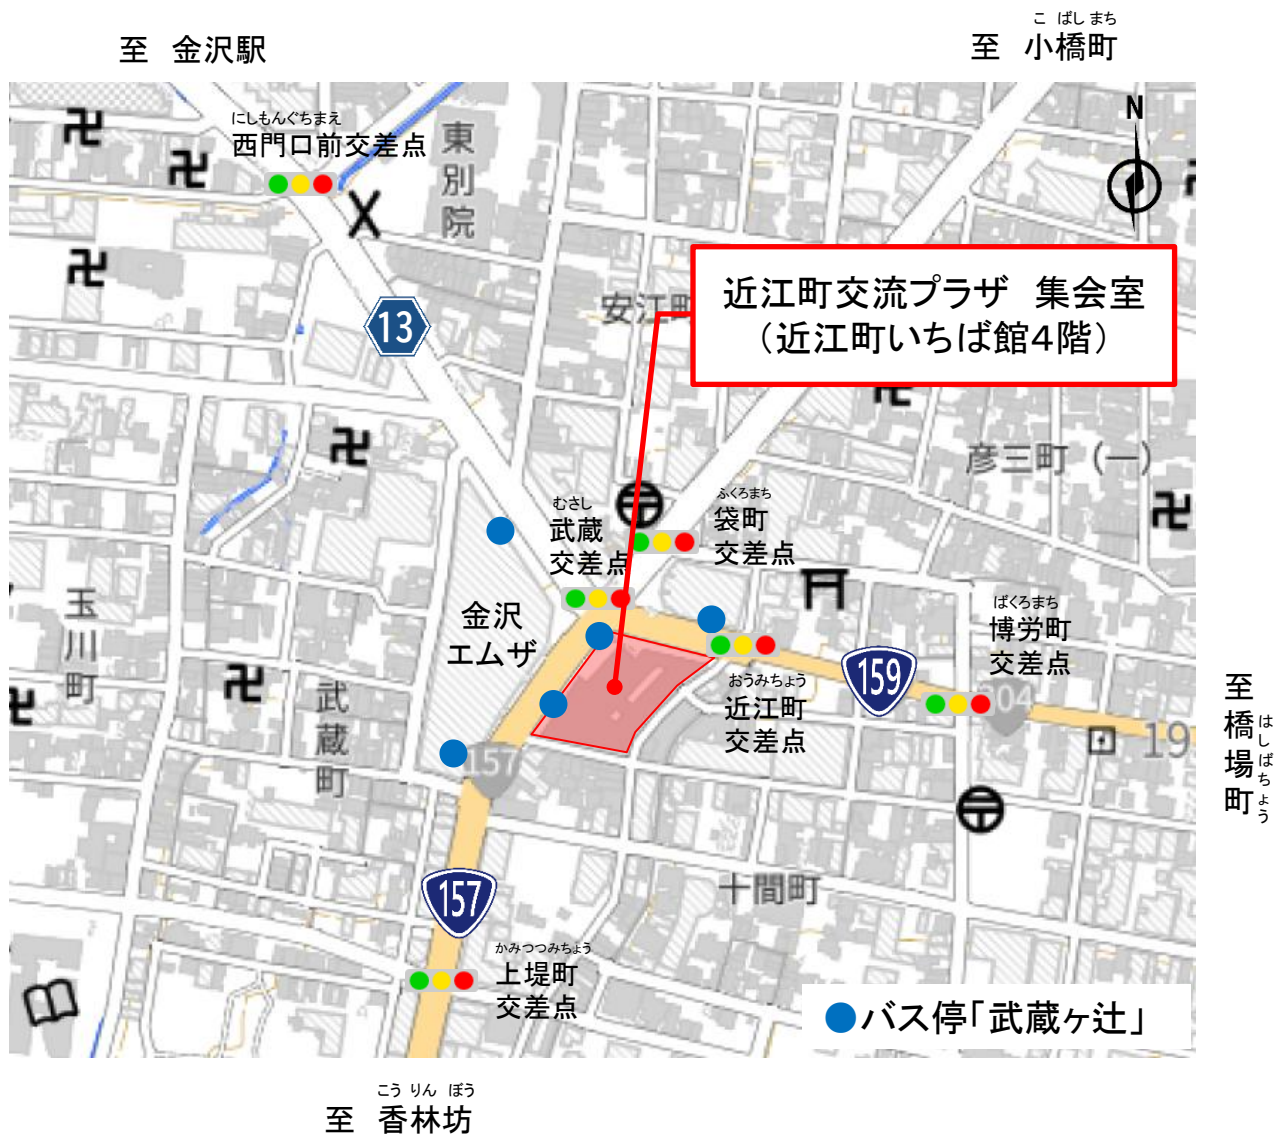 至 金沢駅
こ ばし まち
至 小橋町
にしもんぐちまえ
西門口前交差点
東別院
N
13
安江町
近江町交流プラザ 集会室
（近江町いちば館4階）
彦三町（一）
むさし
武蔵
交差点
ふくろまち
袋町
交差点
金沢
エムザ
玉川町
武蔵町
ばくろまち
博労町
交差点
159
おうみちょう
近江町
交差点
157
19
至 橋場町
はしばちょう
十間町
157
かみつつみちょう
上堤町
交差点
バス停「武蔵ヶ辻」
こう りん ぼう
至 香林坊